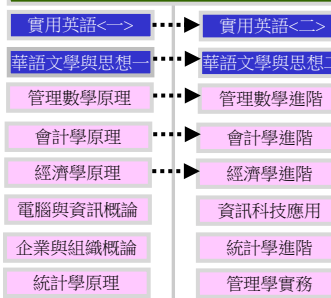 實用英語<一>
實用英語<二>
華語文學與思想一
華語文學與思想二
管理數學原理
管理數學進階
會計學原理
會計學進階
經濟學原理
經濟學進階
電腦與資訊概論
資訊科技應用
企業與組織概論
統計學進階
統計學原理
管理學實務